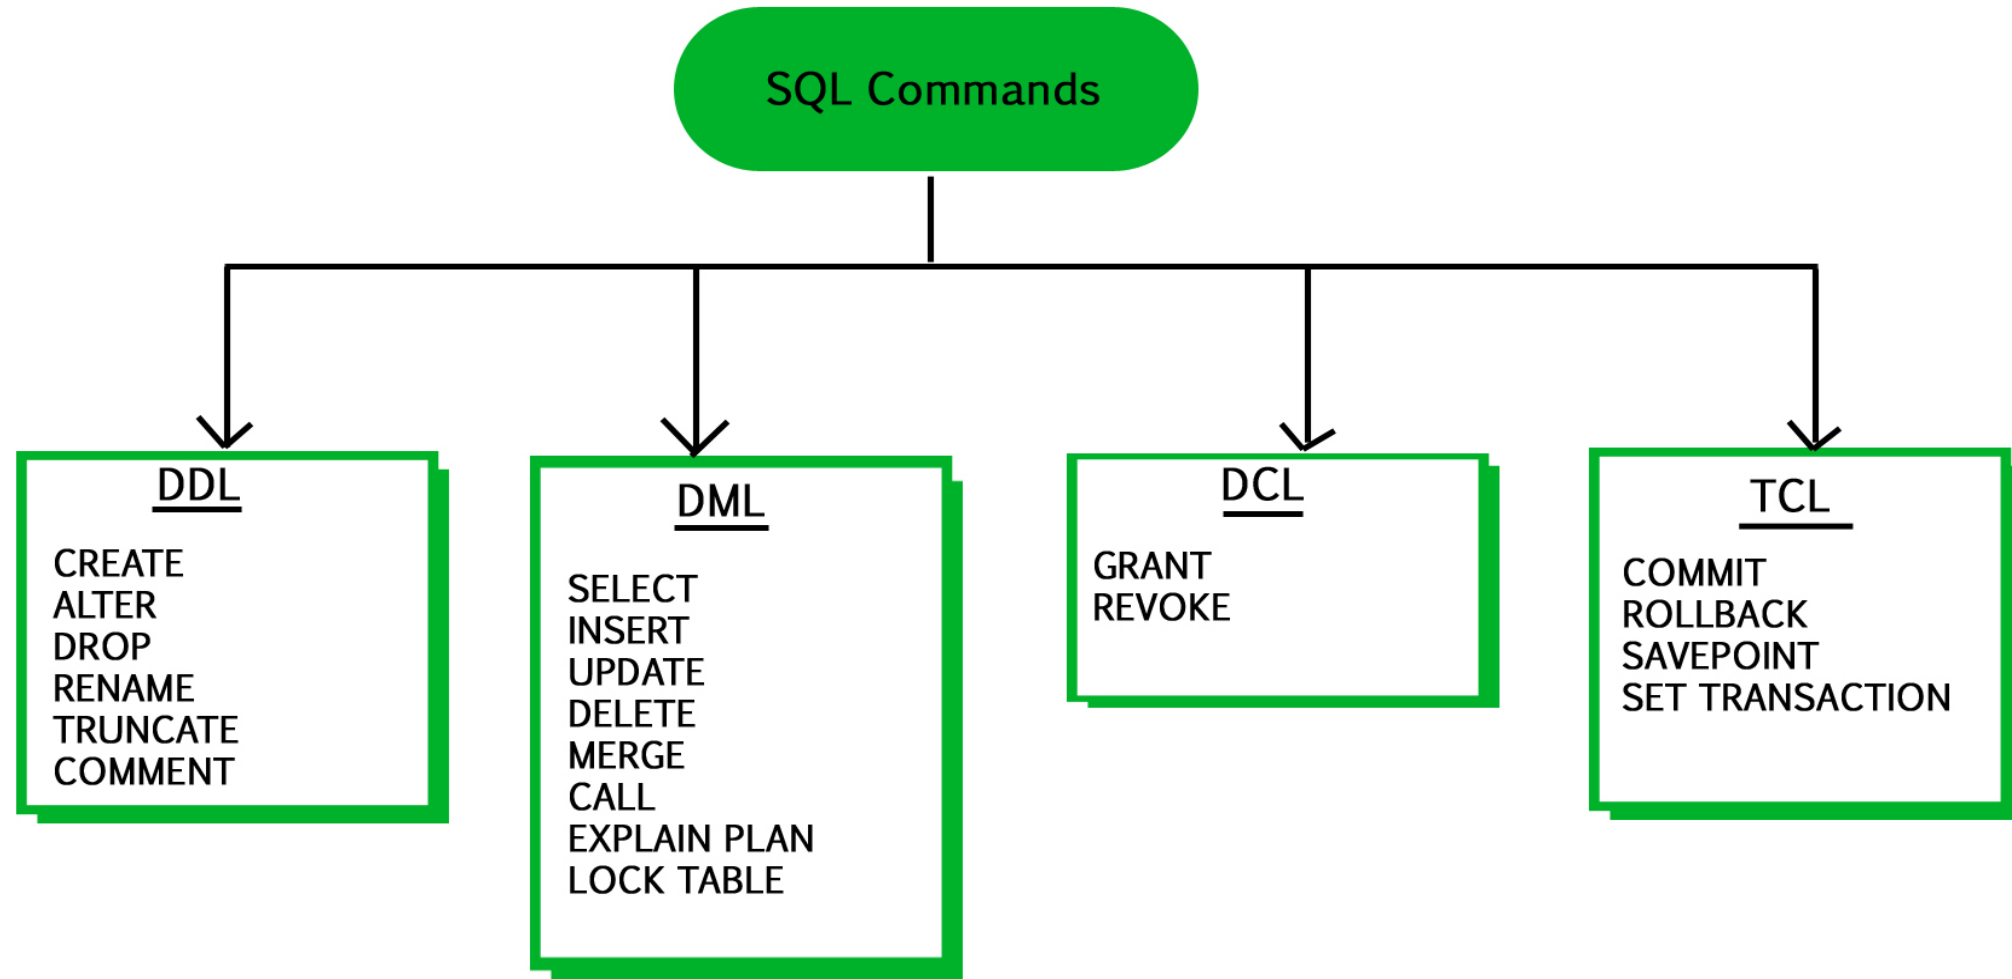 SQL Commands
DDL
CREATE
ALTER
DROP
RENAME
TRUNCATE
COMMENT
DML
SELECT
INSERT
UPDATE
DELETE
MERGE
CALL
EXPLAIN PLAN
LOCK TABLE
DCL
GRANT
REVOKE
TCL
COMMIT
ROLLBACK
SAVEPOINT
SET TRANSACTION